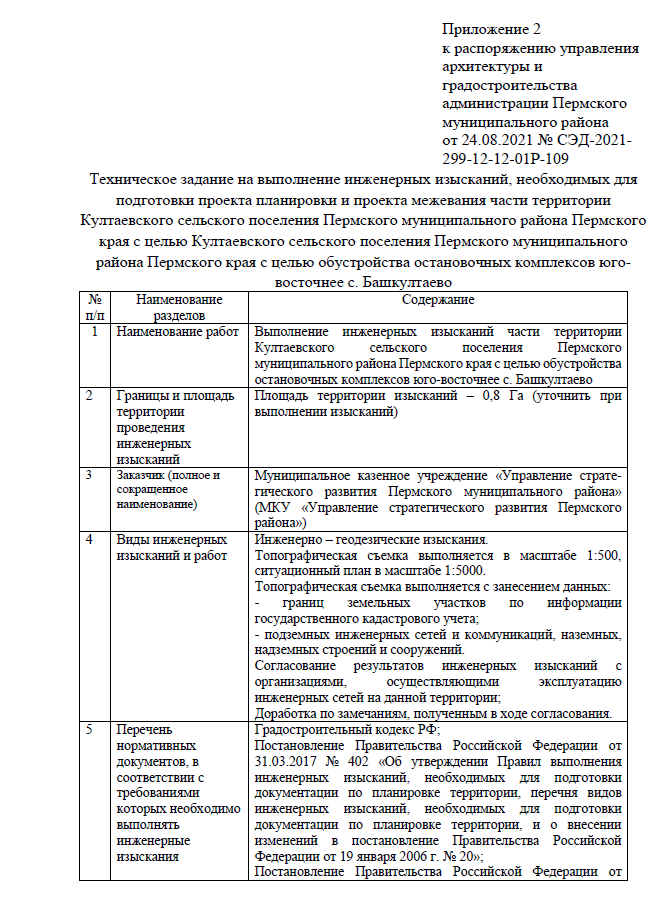 Приложение 2
к распоряжению управления
архитектуры и
градостроительства
администрации Пермского
муниципального района
от 24.08.2021 № СЭД-2021-
299-12-12-01Р-109
Техническое задание на выполнение инженерных изысканий, необходимых для
подготовки проекта планировки и проекта межевания части территории
Култаевского сельского поселения Пермского муниципального района Пермского
края с целью Култаевского сельского поселения Пермского муниципального
района Пермского края с целью обустройства остановочных комплексов юго-
восточнее с. Башкултаево
№
п/п
Наименование
разделов
Содержание
1
Наименование работ
Выполнение инженерных изысканий части территории
Култаевского сельского поселения Пермского
муниципального района Пермского края с целью обустройства
остановочных комплексов юго-восточнее с. Башкултаево
2
Границы и площадь
территории
проведения
инженерных
изысканий
Площадь территории изысканий – 0,8 Га (уточнить при
выполнении изысканий)
3
Заказчик (полное и
сокращенное
наименование)
Муниципальное казенное учреждение «Управление страте-
гического развития Пермского муниципального района»
(МКУ «Управление стратегического развития Пермского
района»)
4
Виды инженерных
изысканий и работ
Инженерно – геодезические изыскания.
Топографическая съемка выполняется в масштабе 1:500,
ситуационный план в масштабе 1:5000.
Топографическая съемка выполняется с занесением данных:
- границ земельных участков по информации
государственного кадастрового учета;
- подземных инженерных сетей и коммуникаций, наземных,
надземных строений и сооружений.
Согласование результатов инженерных изысканий с
организациями, осуществляющими эксплуатацию
инженерных сетей на данной территории;
Доработка по замечаниям, полученным в ходе согласования.
5
Перечень
нормативных
документов, в
соответствии с
требованиями
которых необходимо
выполнять
инженерные
изыскания
Градостроительный кодекс РФ;
Постановление Правительства Российской Федерации от
31.03.2017 № 402 «Об утверждении Правил выполнения
инженерных изысканий, необходимых для подготовки
документации по планировке территории, перечня видов
инженерных изысканий, необходимых для подготовки
документации по планировке территории, и о внесении
изменений в постановление Правительства Российской
Федерации от 19 января 2006 г. № 20»;
Постановление Правительства Российской Федерации от